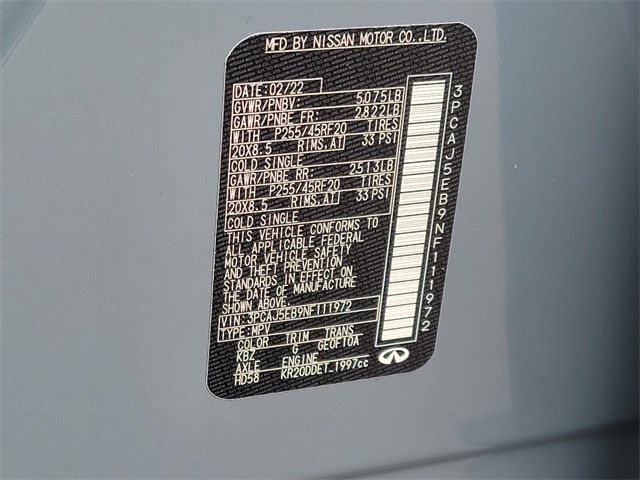 MFD BY NISSAN MOTOR CO.,LTD.
DATE:02/22
GVWR/PNBV: 5075LB
GAWR/PNBE FR: 2822LB
WITH P255/45RF20 TIRES
20X8.5 RIMS,AT 33 PSI
COLD SINGLE
GAWR/PNBE RR: 2513LB
WITH P255/45RF20 TIRES
20X8.5 RIMS,AT 33 PSI
COLD SINGLE
THIS VEHICLE CONFORMS TO
ALL APPLICABLE FEDERAL
MOTOR VEHICLE SAFETY
AND THEFT PREVENTION
STANDARDS IN EFFECT ON
THE DATE OF MANUFACTURE
SHOWN ABOVE.
VIN:3PCAJ5EB9NF111972
TYPE:MPV
COLOR TRIM TRANS
KBZ G GEOFTOA
AXLE ENGINE
HD58 KR20DDET 1997cc
3PCAJ5EB9NF111972